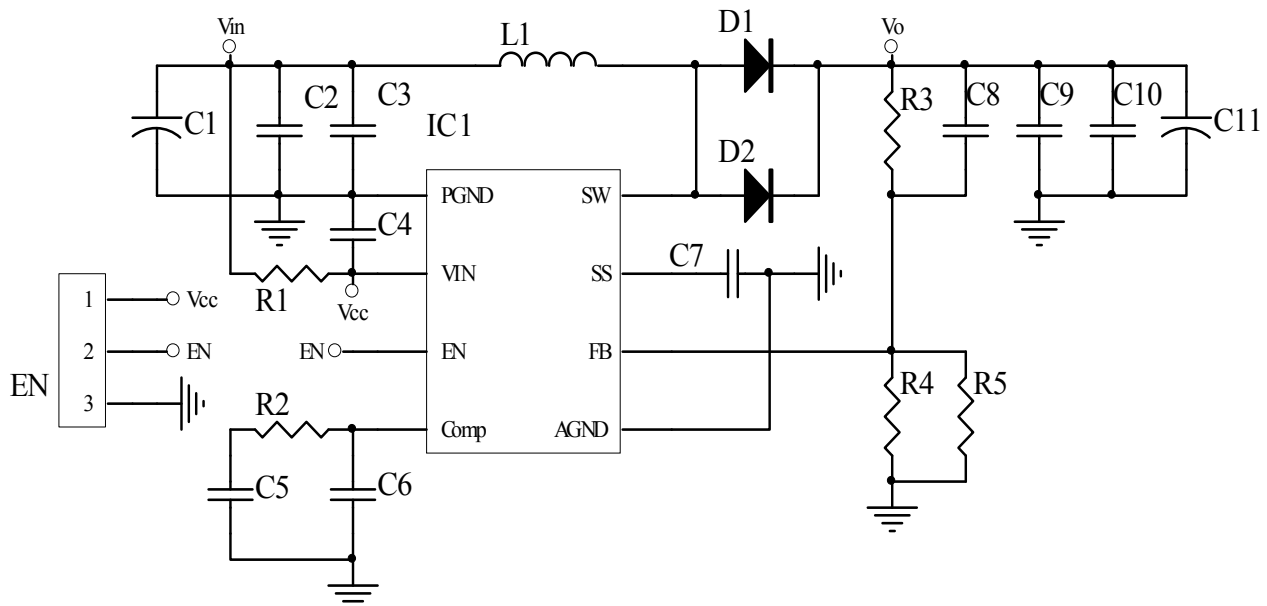 Vin
L1
D1
Vo
C1
C2
C3
IC1
R3
C8
C9
C10
C11
D2
PGND
SW
C4
C7
VIN
SS
R1
Vcc
1
Vcc
2
EN
EN
EN
FB
EN
3
R4
R5
R2
Comp
AGND
C5
C6